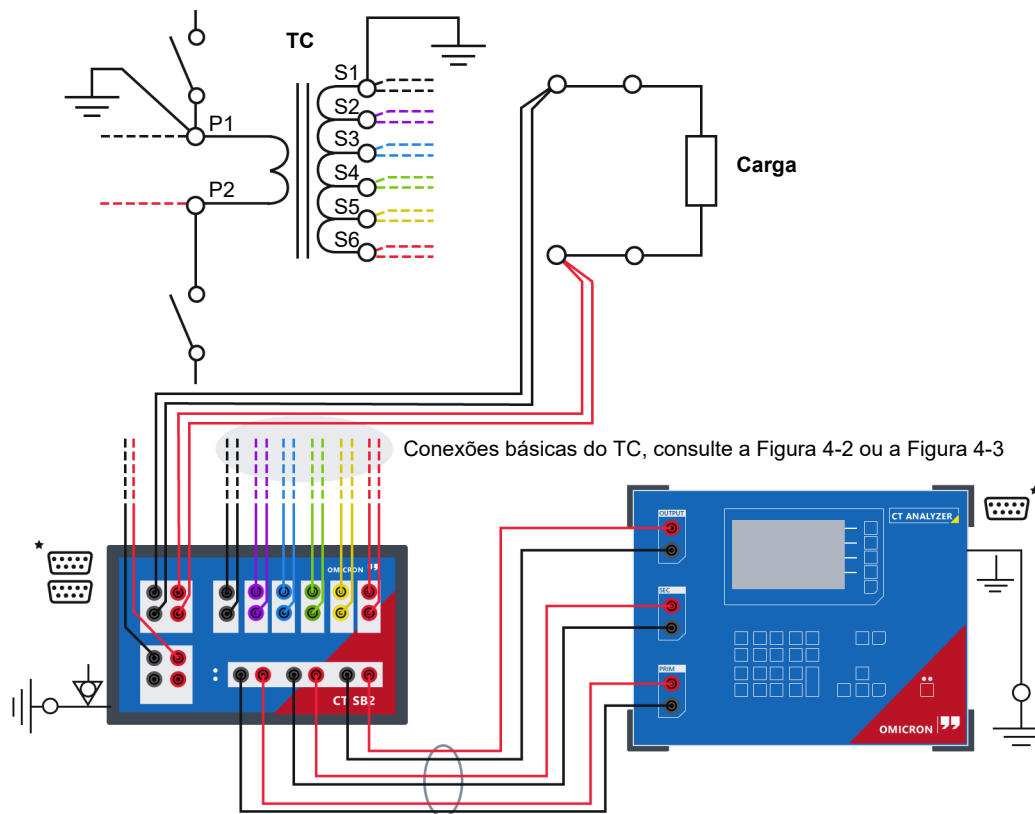 TC
S1
S2
S3
S4
S5
S6
P1
P2
Carga
Conexões básicas do TC, consulte a Figura 4-2 ou a Figura 4-3
OMICRON
CT SB2
OUTPUT
SEC
PRIM
CT ANALYZER
OMICRON